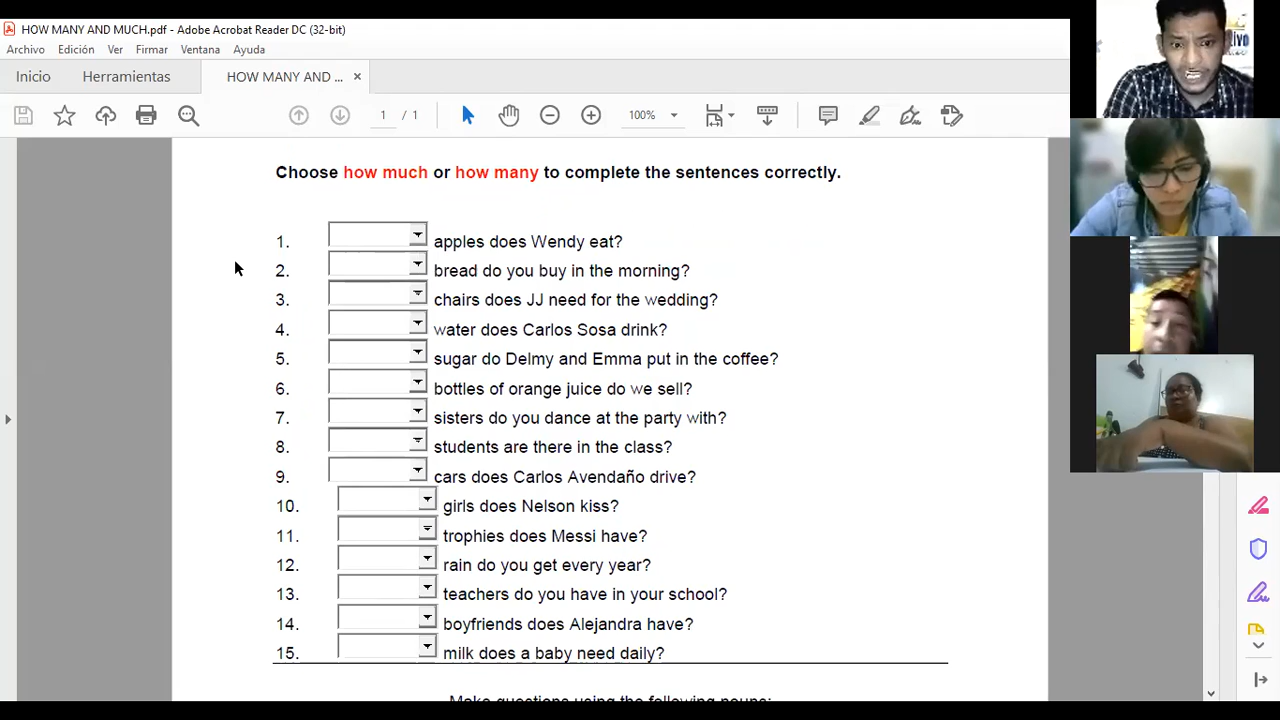 HOW MANY AND MUCH.pdf - Adobe Acrobat Reader DC (32-bit)
Archivo Edición Ver Firmar Ventana Ayuda
Inicio Herramientas HOW MANY AND ... ×
1 / 1 100%
Choose how much or how many to complete the sentences correctly.
1. apples does Wendy eat?
2. bread do you buy in the morning?
3. chairs does JJ need for the wedding?
4. water does Carlos Sosa drink?
5. sugar do Delmy and Emma put in the coffee?
6. bottles of orange juice do we sell?
7. sisters do you dance at the party with?
8. students are there in the class?
9. cars does Carlos Avendaño drive?
10. girls does Nelson kiss?
11. trophies does Messi have?
12. rain do you get every year?
13. teachers do you have in your school?
14. boyfriends does Alejandra have?
15. milk does a baby need daily?
Make questions using the following nouns: